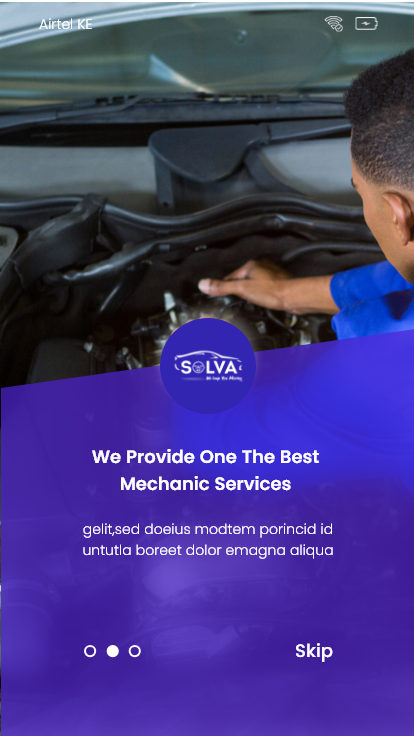 Airtel KE
SOLVA
We Provide One The Best
Mechanic Services
gelit,sed doeius modtem porincid id
untutla boreet dolor emagna aliqua
Skip